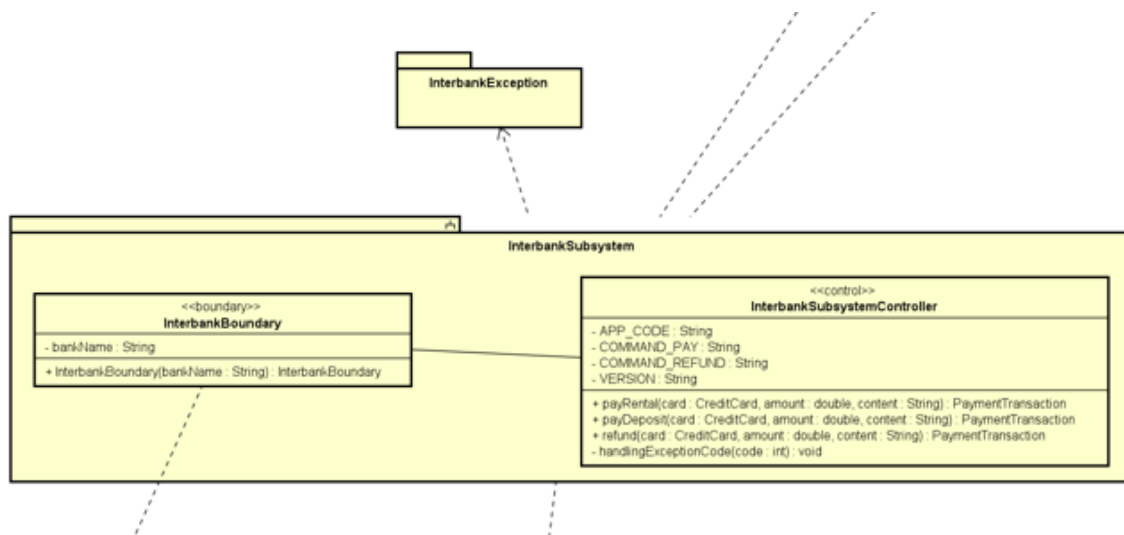 InterbankException
InterbankSubsystem
<<boundary>>
InterbankBoundary
- bankName : String
+ InterbankBoundary(bankName : String) : InterbankBoundary
<<control>>
InterbankSubsystemController
- APP_CODE : String
- COMMAND_PAY : String
- COMMAND_REFUND : String
- VERSION : String
+ payRental(card : CreditCard, amount : double, content : String) : PaymentTransaction
+ payDeposit(card : CreditCard, amount : double, content : String) : PaymentTransaction
+ refund(card : CreditCard, amount : double, content : String) : PaymentTransaction
- handlingExceptionCode(code : int) : void